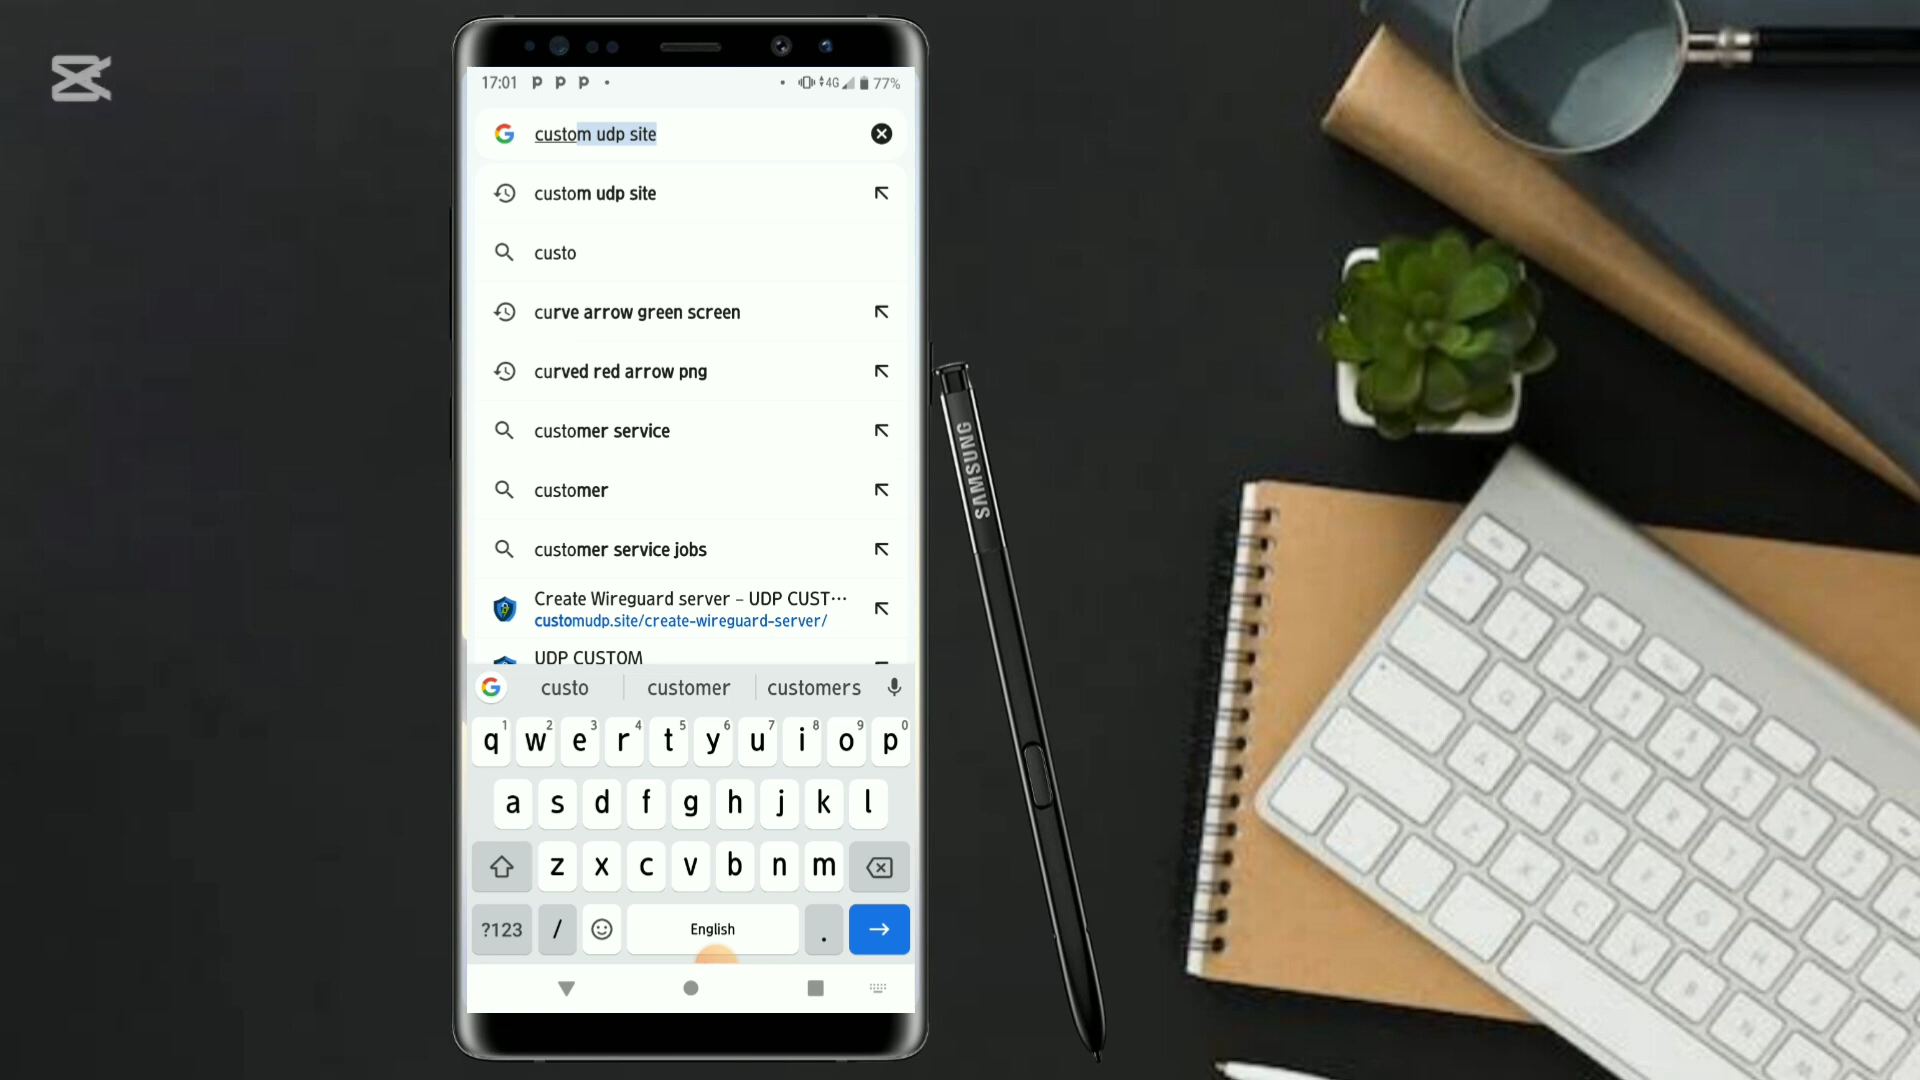 17:01
4G 77%
custom udp site
custom udp site
custo
curve arrow green screen
curved red arrow png
customer service
customer
customer service jobs
Create Wireguard server – UDP CUST...
customudp.site/create-wireguard-server/
UDP CUSTOM
custo customer customers
1 2 3 4 5 6 7 8 9 0
q w e r t y u i o p
a s d f g h j k l
z x c v b n m
?123 / English .
SAMSUNG